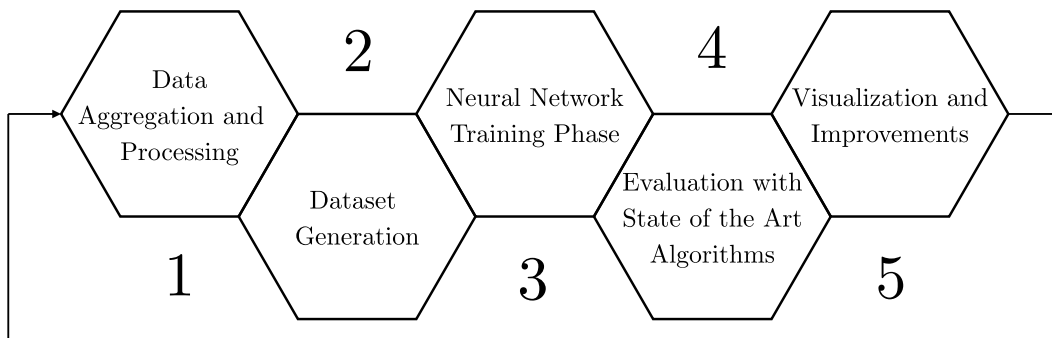 Data
Aggregation and
Processing
1
2
Dataset
Generation
Neural Network
Training Phase
3
4
Evaluation with
State of the Art
Algorithms
Visualization and
Improvements
5